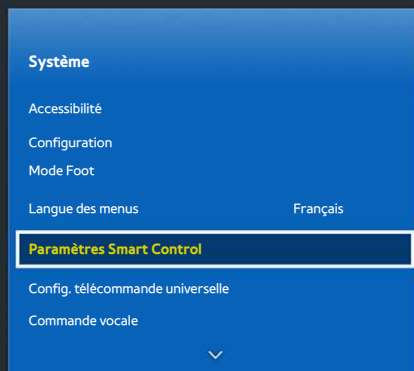 Système
Accessibilité
Configuration
Mode Foot
Langue des menus Français
Paramètres Smart Control
Config. télécommande universelle
Commande vocale